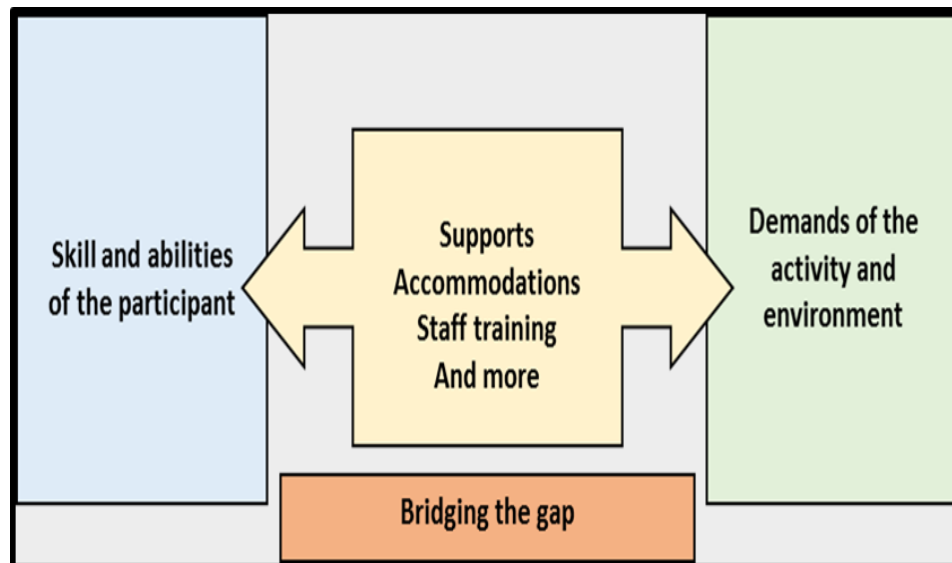 Skill and abilities
of the participant
Supports
Accommodations
Staff training
And more
Demands of the
activity and
environment
Bridging the gap